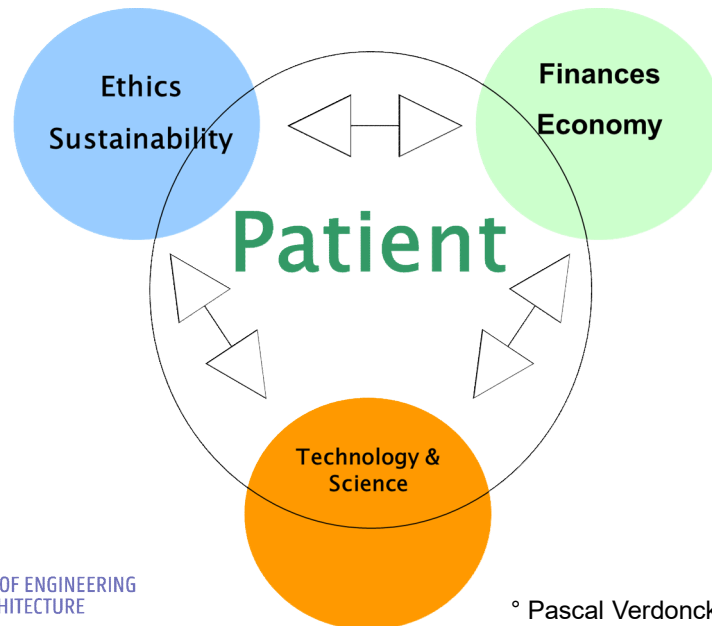 Ethics
Sustainability
Finances
Economy
Patient
Technology &
Science
OF ENGINEERING
HITECTURE
° Pascal Verdonck